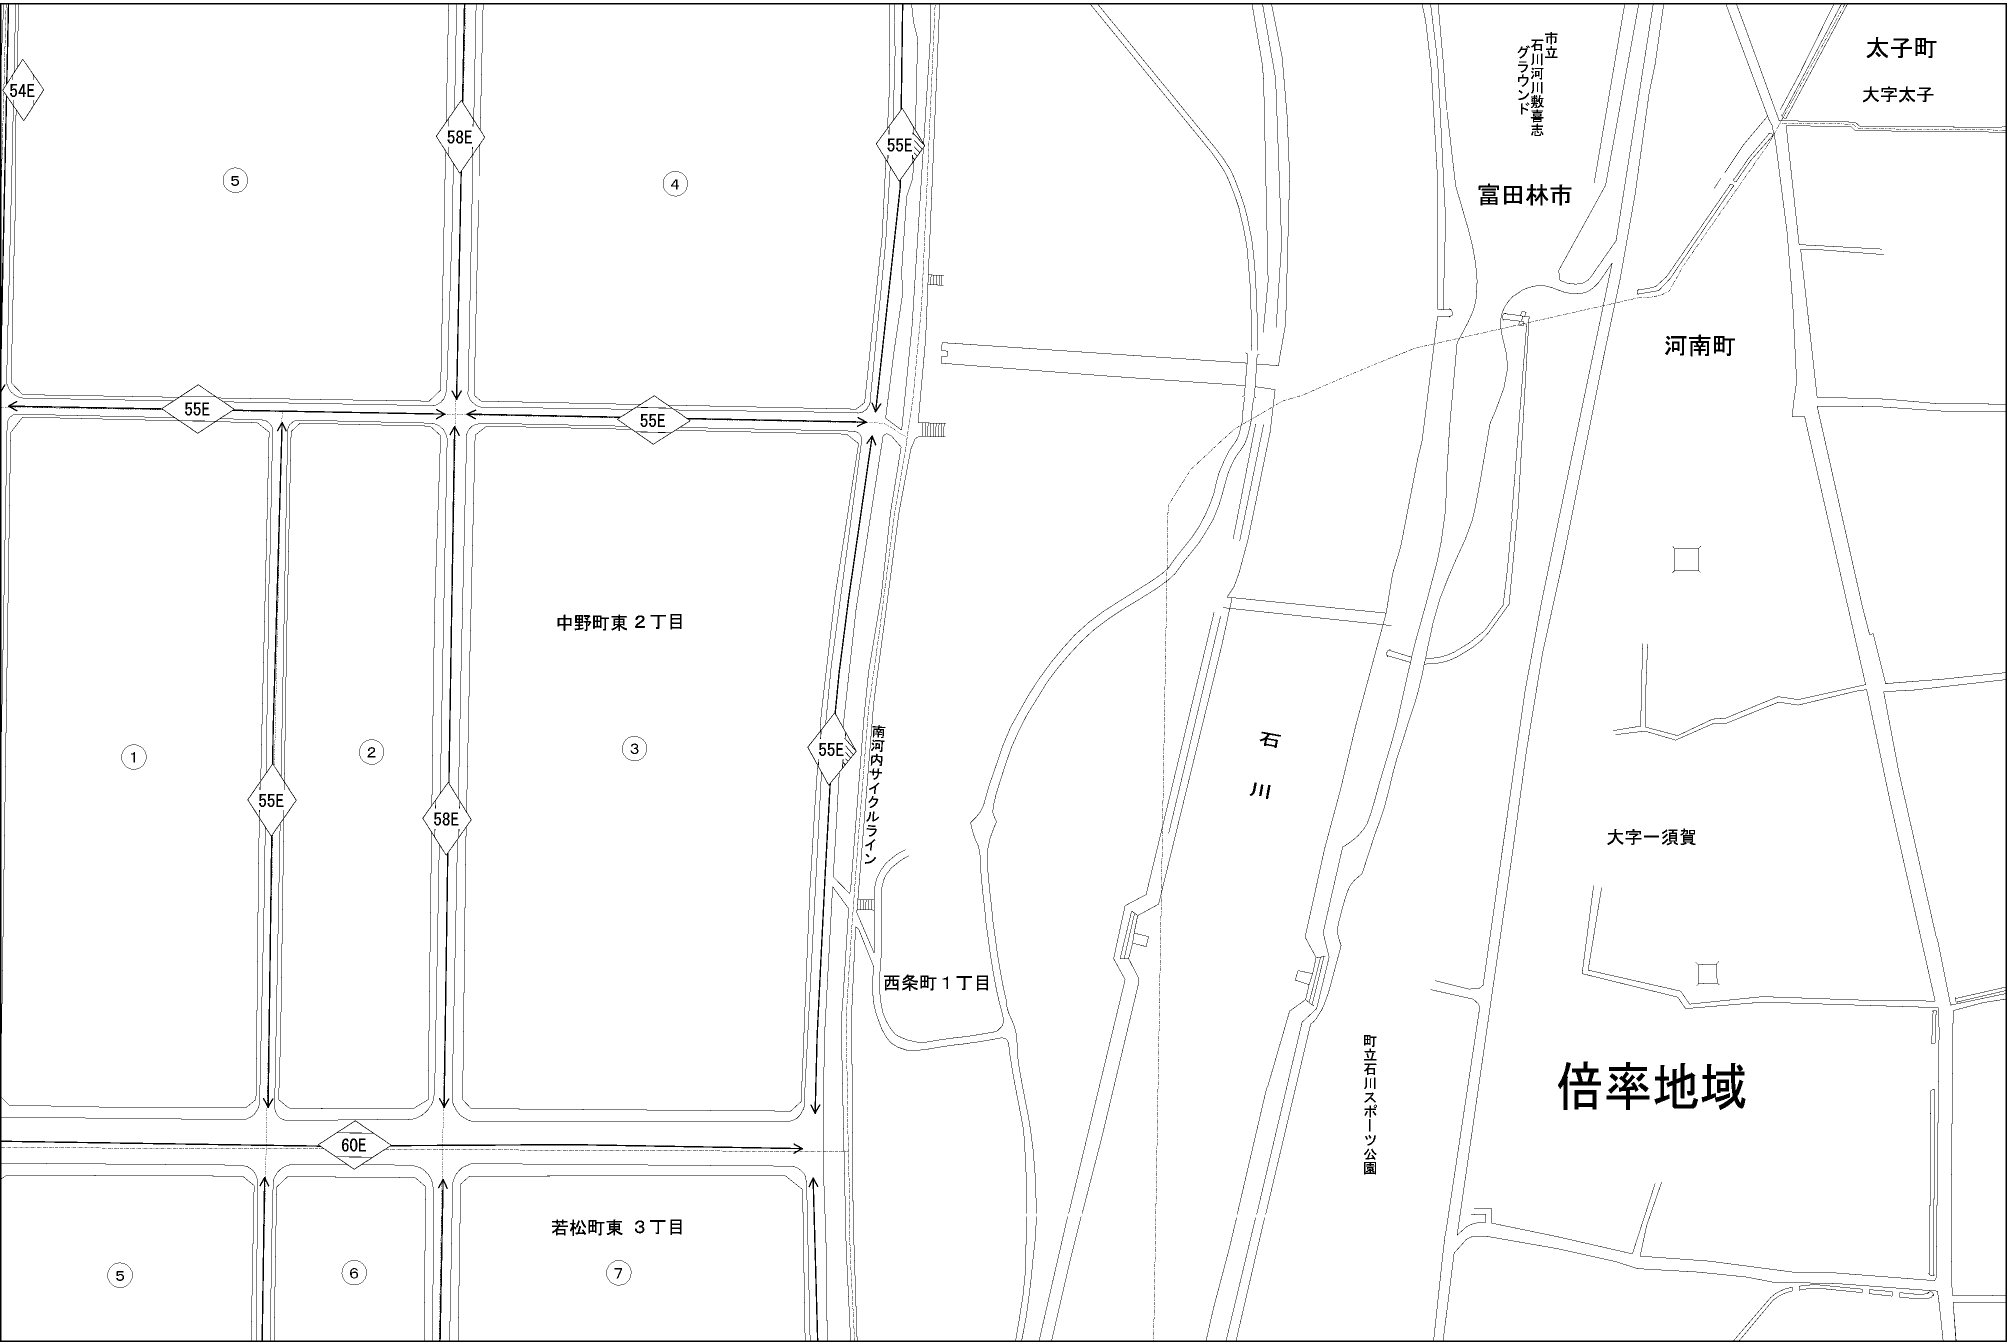 市立
石川河川敷喜志
グラウンド
太子町
大字太子
54E
58E
55E
5
4
富田林市
河南町
55E
55E
中野町東 2丁目
1
2
3
55E
58E
55E
南河内サイクルライン
石川
大字一須賀
西条町1丁目
町立石川スポーツ公園
倍率地域
60E
若松町東 3丁目
5
6
7